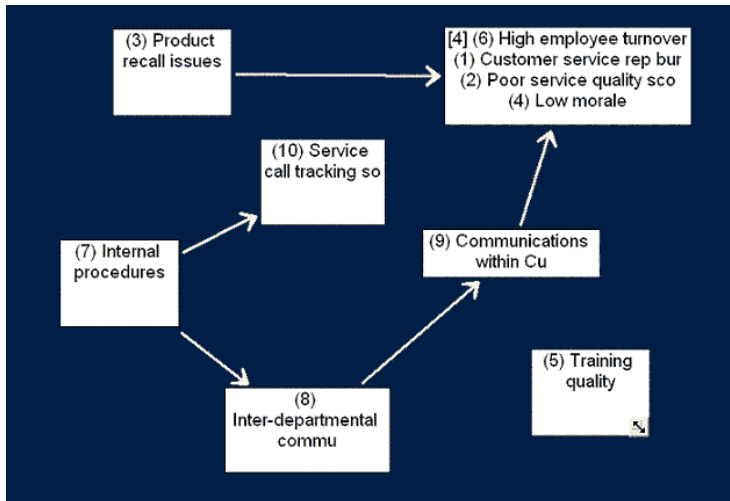 (3) Product
recall issues
[4] (6) High employee turnover
(1) Customer service rep bur
(2) Poor service quality sco
(4) Low morale
(10) Service
call tracking so
(7) Internal
procedures
(9) Communications
within Cu
(5) Training
quality
(8)
Inter-departmental
commu